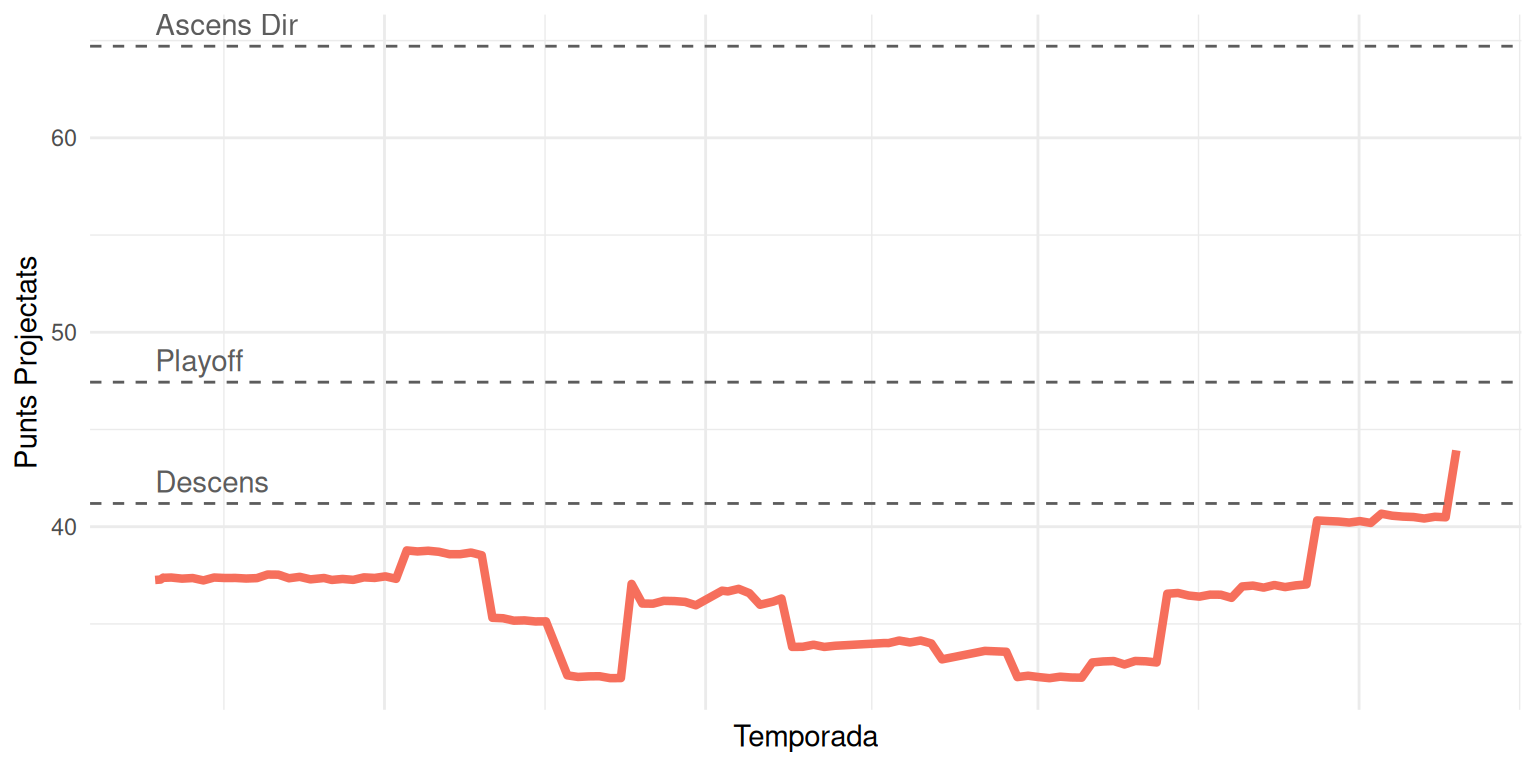 Ascens Dir
60
50
Playoff
Descens
40
Punts Projectats
Temporada